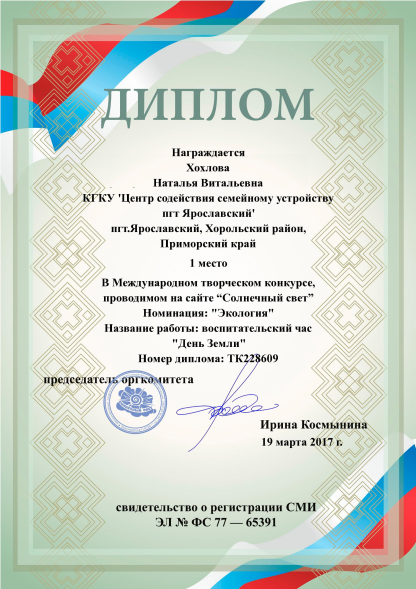 ДИПЛОМ
Награждается
Хохлова
Наталья Витальевна
КГКУ 'Центр содействия семейному устройству
пгт Ярославский'
пгт.Ярославский, Хорольский район,
Приморский край
1 место
В Международном творческом конкурсе,
проводимом на сайте “Солнечный свет”
Номинация: "Экология"
Название работы: воспитательский час
"День Земли"
Номер диплома: ТК228609
председатель оргкомитета
Ирина Космынина
19 марта 2017 г.
свидетельство о регистрации СМИ
ЭЛ № ФС 77 — 65391